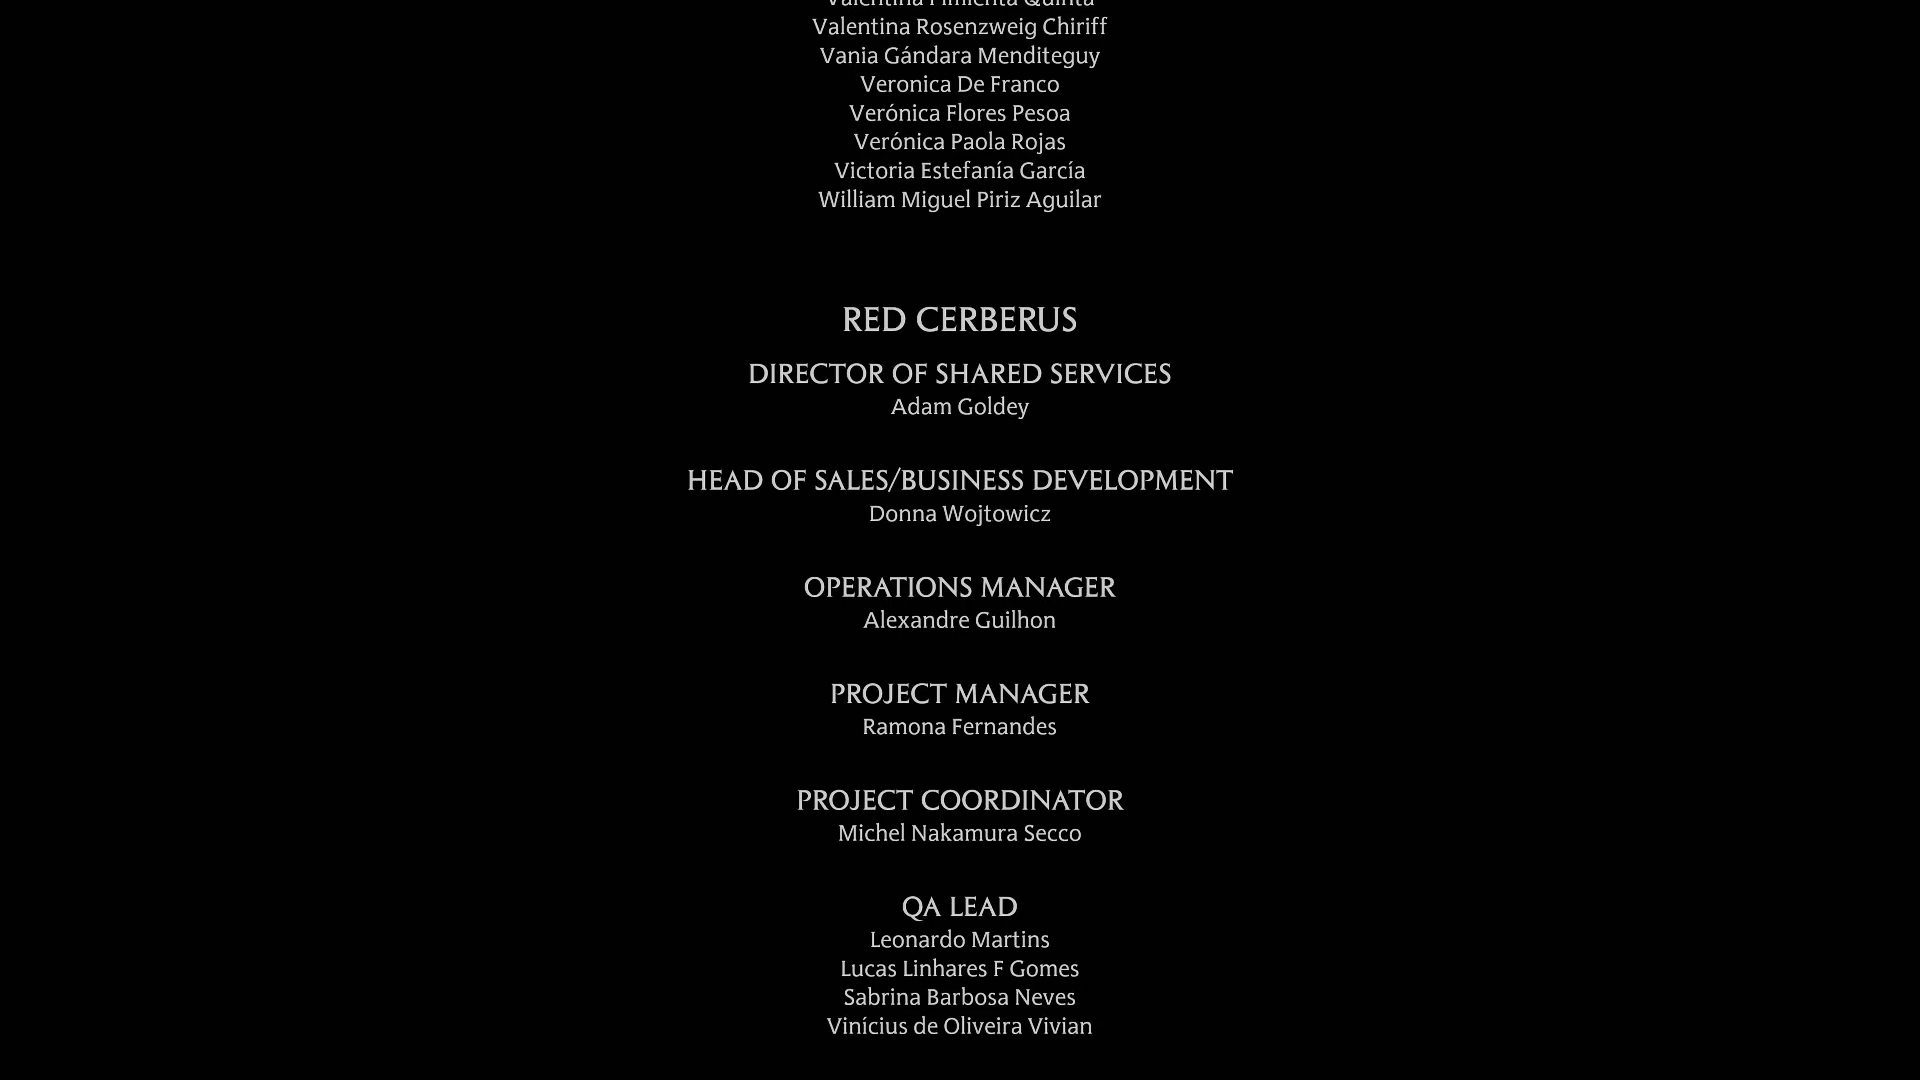 Valentina Pimienta Quinta
Valentina Rosenzweig Chiriff
Vania Gándara Menditeguy
Veronica De Franco
Verónica Flores Pesoa
Verónica Paola Rojas
Victoria Estefanía García
William Miguel Piriz Aguilar
RED CERBERUS
DIRECTOR OF SHARED SERVICES
Adam Goldey
HEAD OF SALES/BUSINESS DEVELOPMENT
Donna Wojtowicz
OPERATIONS MANAGER
Alexandre Guilhon
PROJECT MANAGER
Ramona Fernandes
PROJECT COORDINATOR
Michel Nakamura Secco
QA LEAD
Leonardo Martins
Lucas Linhares F Gomes
Sabrina Barbosa Neves
Vinícius de Oliveira Vivian